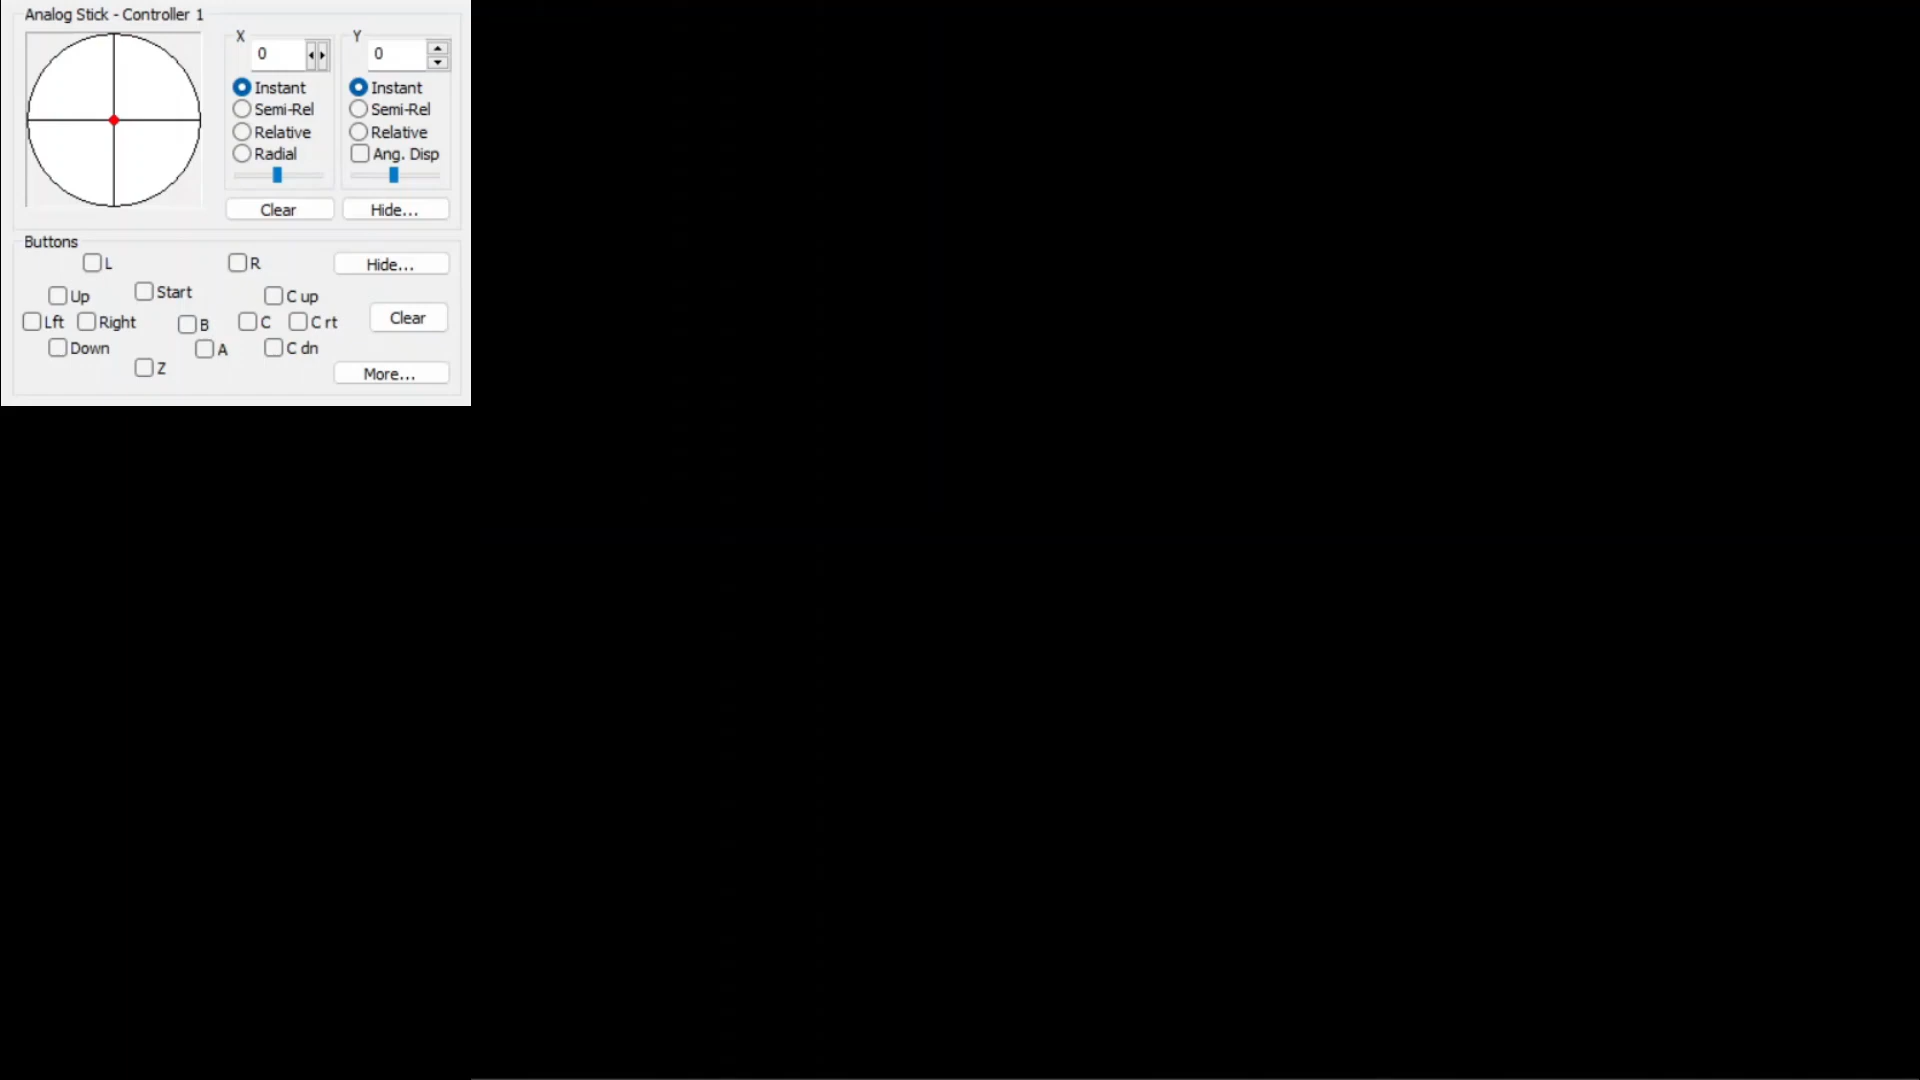 Analog Stick - Controller 1
X Y
0 0
Instant Instant
Semi-Rel Semi-Rel
Relative Relative
Radial Ang. Disp
Clear Hide...
Buttons
L R Hide...
Up Start C up
Lft Right B C C rt Clear
Down A C dn
Z More...